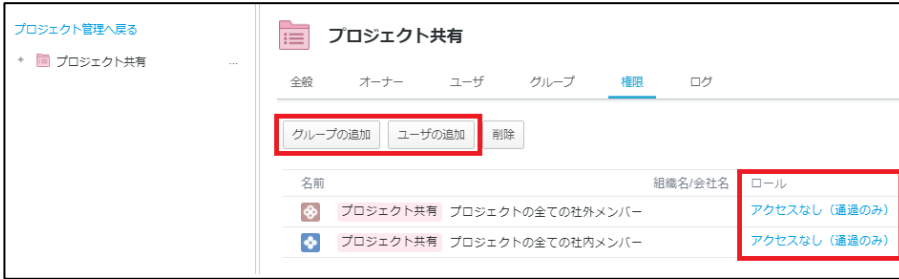 プロジェクト管理へ戻る
プロジェクト共有 ...
プロジェクト共有
全般 オーナー ユーザ グループ 権限 ログ
グループの追加 ユーザの追加 削除
名前 組織名/会社名 ロール
プロジェクト共有 プロジェクトの全ての社外メンバー アクセスなし（通過のみ）
プロジェクト共有 プロジェクトの全ての社内メンバー アクセスなし（通過のみ）